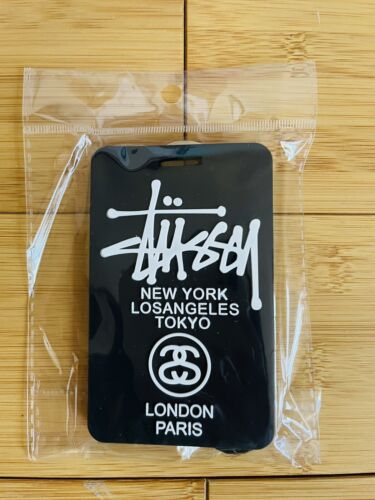 Stüssy
NEW YORK
LOSANGELES
TOKYO
LONDON
PARIS